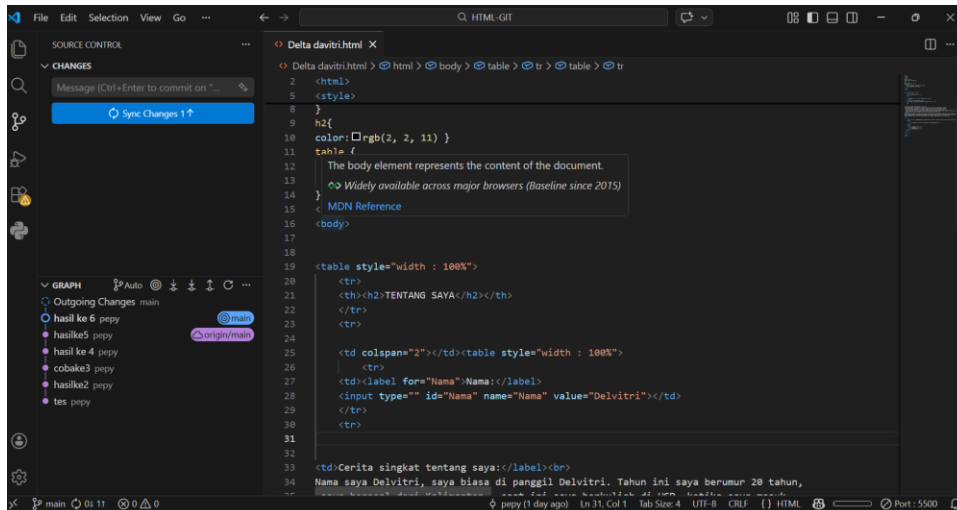 File Edit Selection View Go ··· HTML-GIT
SOURCE CONTROL ···
CHANGES
Message (Ctrl+Enter to commit on "...
Sync Changes 1↑
GRAPH Auto ···
Outgoing Changes main
hasil ke 6 pepy main
hasilke5 pepy origin/main
hasil ke 4 pepy
cobake3 pepy
hasilke2 pepy
tes pepy
Delta davitri.html ×
Delta davitri.html > html > body > table > tr > table > tr
2 <html>
5 <style>
8 }
9 h2{
10 color: rgb(2, 2, 11) }
11 table {
12 The body element represents the content of the document.
13 Widely available across major browsers (Baseline since 2015)
14 }
MDN Reference
15 <
16 <body>
17
18
19 <table style="width : 100%">
20 <tr>
21 <th><h2>TENTANG SAYA</h2></th>
22 </tr>
23 <tr>
24
25 <td colspan="2"></td><table style="width : 100%">
26 <tr>
27 <td><label for="Nama">Nama:</label>
28 <input type="" id="Nama" name="Nama" value="Delvitri"></td>
29 </tr>
30 <tr>
31
32
33 <td>Cerita singkat tentang saya:</label><br>
34 Nama saya Delvitri, saya biasa di panggil Delvitri. Tahun ini saya berumur 20 tahun,
main 0↓ 1↑ 0 0 pepy (1 day ago) Ln 31, Col 1 Tab Size: 4 UTF-8 CRLF {} HTML Port : 5500